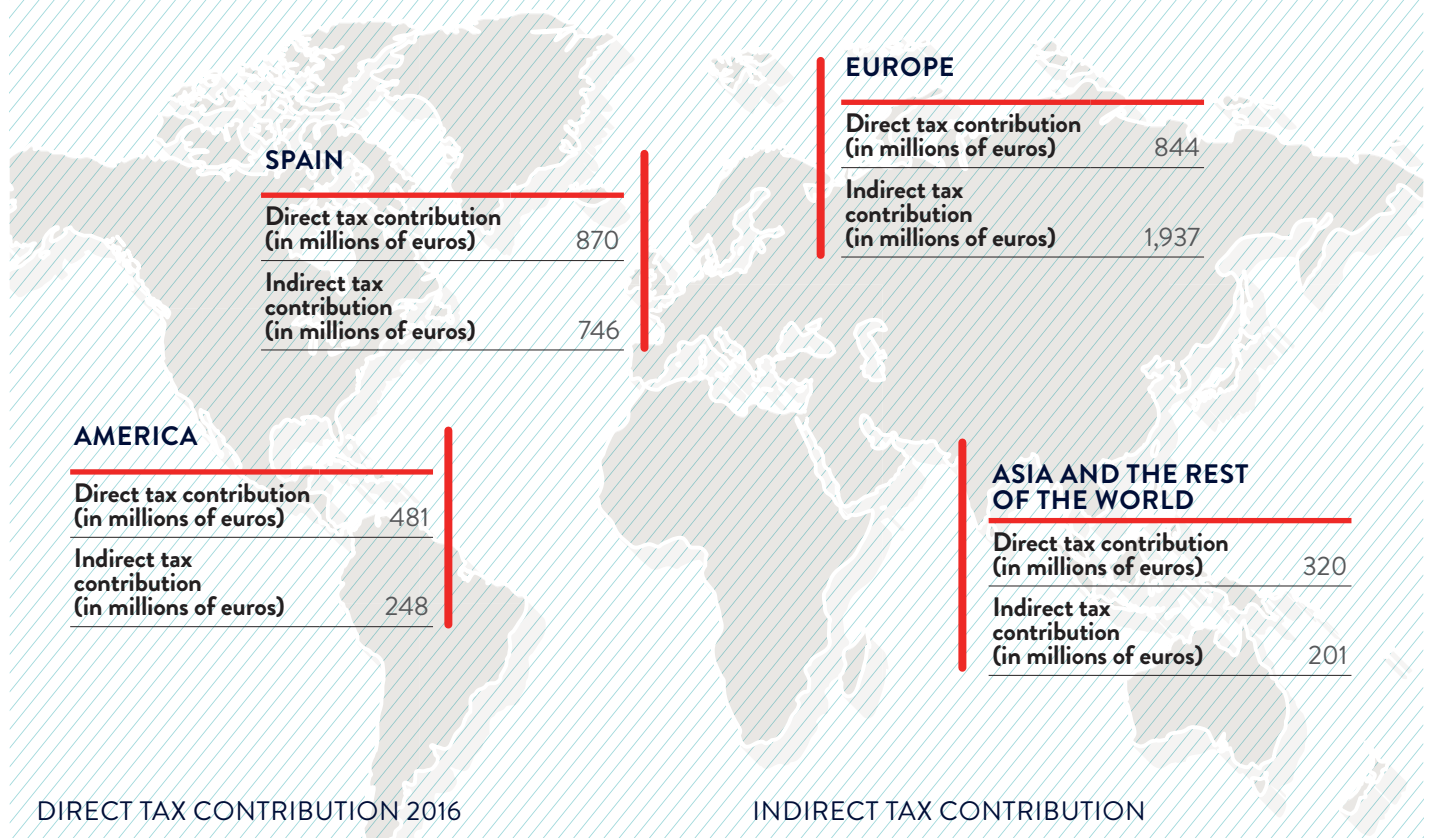 EUROPE
Direct tax contribution
(in millions of euros) 844
Indirect tax
contribution
(in millions of euros) 1,937
SPAIN
Direct tax contribution
(in millions of euros) 870
Indirect tax
contribution
(in millions of euros) 746
AMERICA
Direct tax contribution
(in millions of euros) 481
Indirect tax
contribution
(in millions of euros) 248
ASIA AND THE REST
OF THE WORLD
Direct tax contribution
(in millions of euros) 320
Indirect tax
contribution
(in millions of euros) 201
DIRECT TAX CONTRIBUTION 2016
INDIRECT TAX CONTRIBUTION